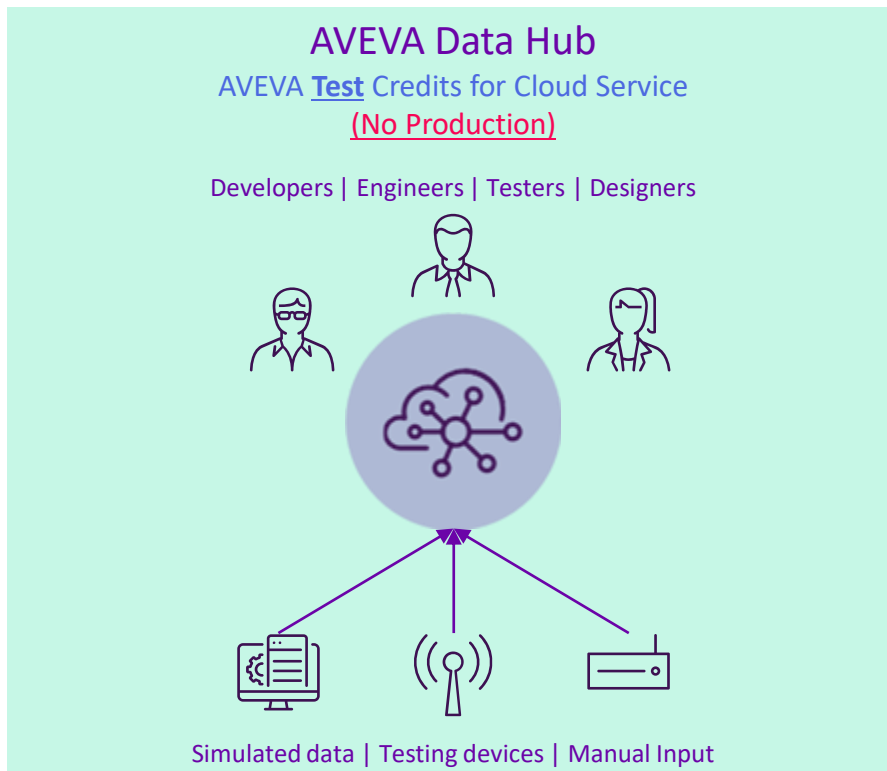 AVEVA Data Hub
AVEVA Test Credits for Cloud Service
(No Production)
Developers | Engineers | Testers | Designers
Simulated data | Testing devices | Manual Input